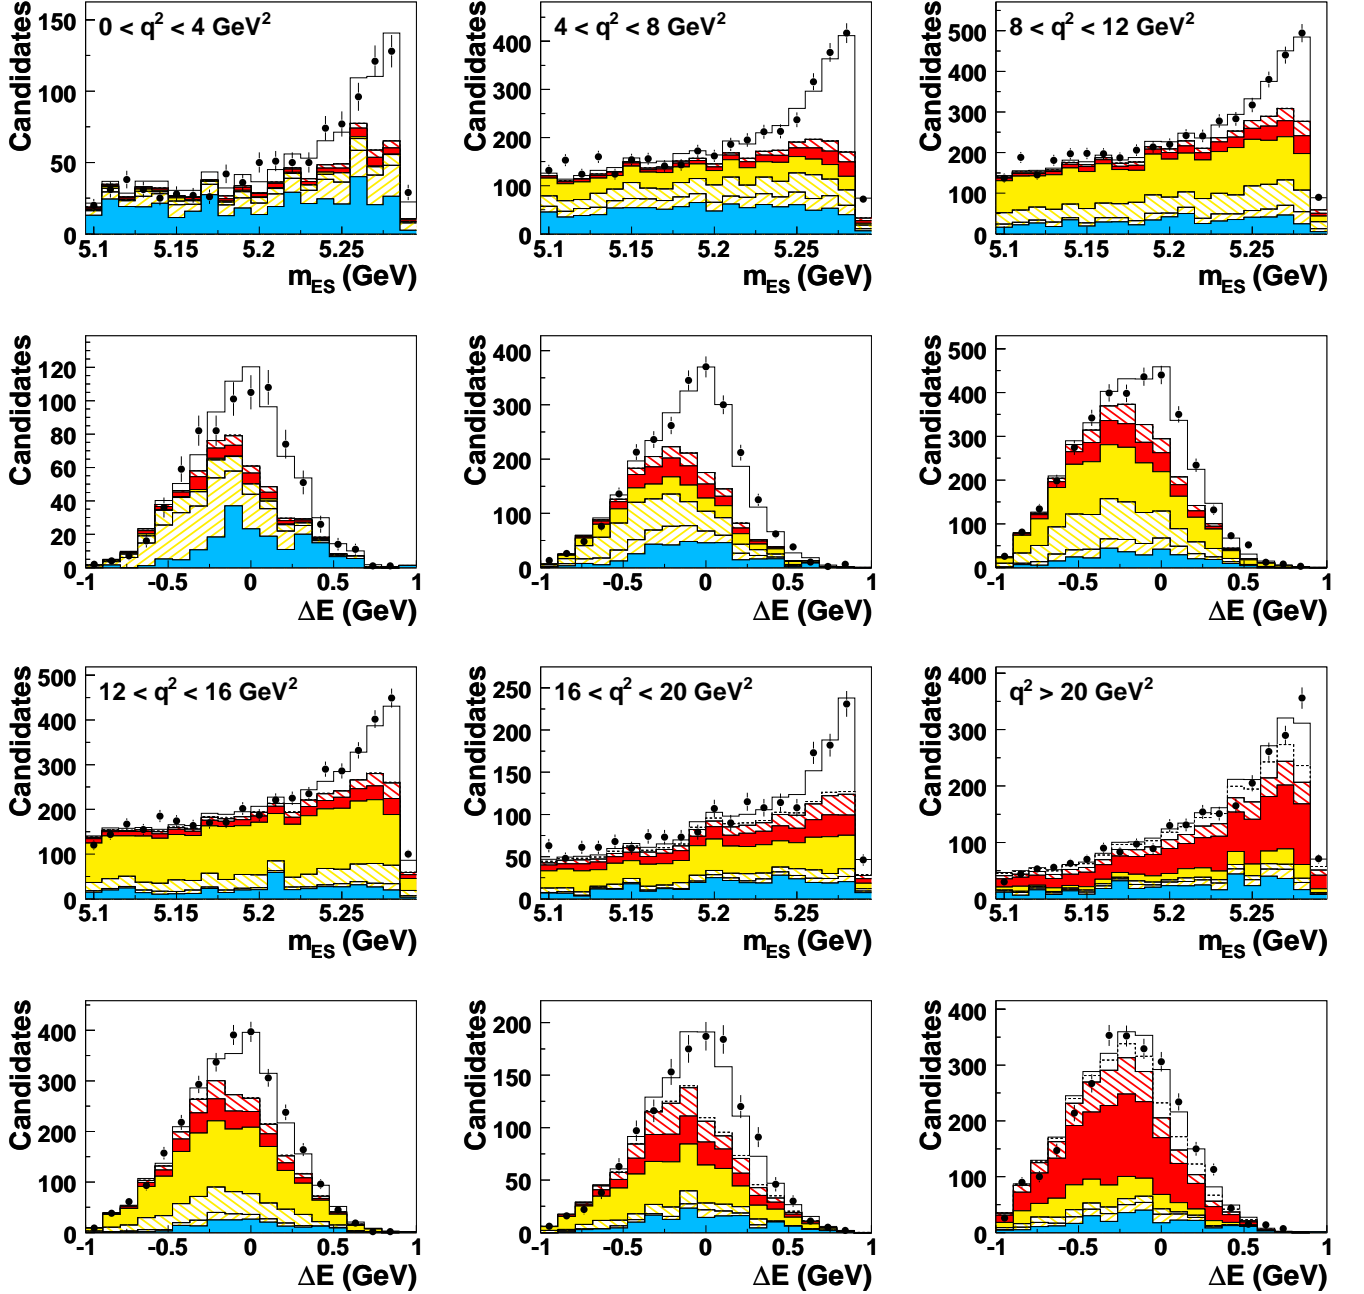 0 < q² < 4 GeV²
Candidates
150
100
50
0
5.1 5.15 5.2 5.25
m_ES (GeV)
4 < q² < 8 GeV²
Candidates
400
300
200
100
0
5.1 5.15 5.2 5.25
m_ES (GeV)
8 < q² < 12 GeV²
Candidates
500
400
300
200
100
0
5.1 5.15 5.2 5.25
m_ES (GeV)
Candidates
120
100
80
60
40
20
0
-1 -0.5 0 0.5 1
ΔE (GeV)
Candidates
400
300
200
100
0
-1 -0.5 0 0.5 1
ΔE (GeV)
Candidates
500
400
300
200
100
0
-1 -0.5 0 0.5 1
ΔE (GeV)
12 < q² < 16 GeV²
Candidates
500
400
300
200
100
0
5.1 5.15 5.2 5.25
m_ES (GeV)
16 < q² < 20 GeV²
Candidates
250
200
150
100
50
0
5.1 5.15 5.2 5.25
m_ES (GeV)
q² > 20 GeV²
Candidates
400
300
200
100
0
5.1 5.15 5.2 5.25
m_ES (GeV)
Candidates
400
300
200
100
0
-1 -0.5 0 0.5 1
ΔE (GeV)
Candidates
200
150
100
50
0
-1 -0.5 0 0.5 1
ΔE (GeV)
Candidates
400
300
200
100
0
-1 -0.5 0 0.5 1
ΔE (GeV)